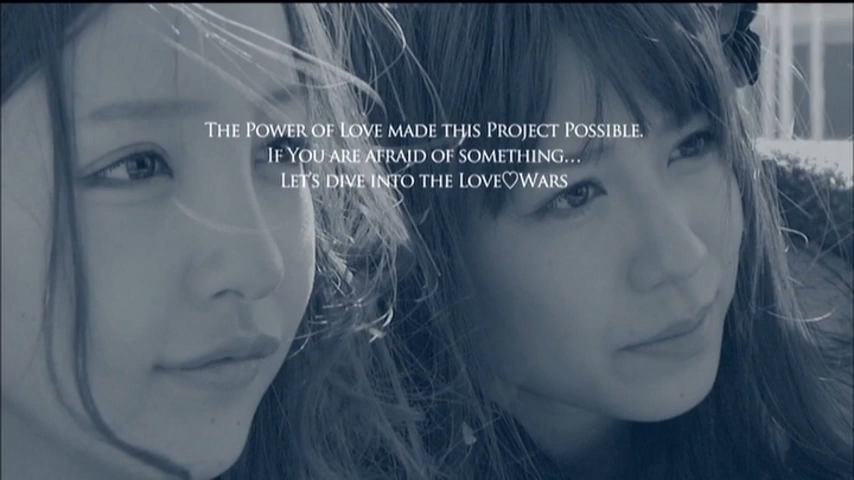 The Power of Love made this Project Possible.
If You are afraid of something...
Let's dive into the Love♡Wars